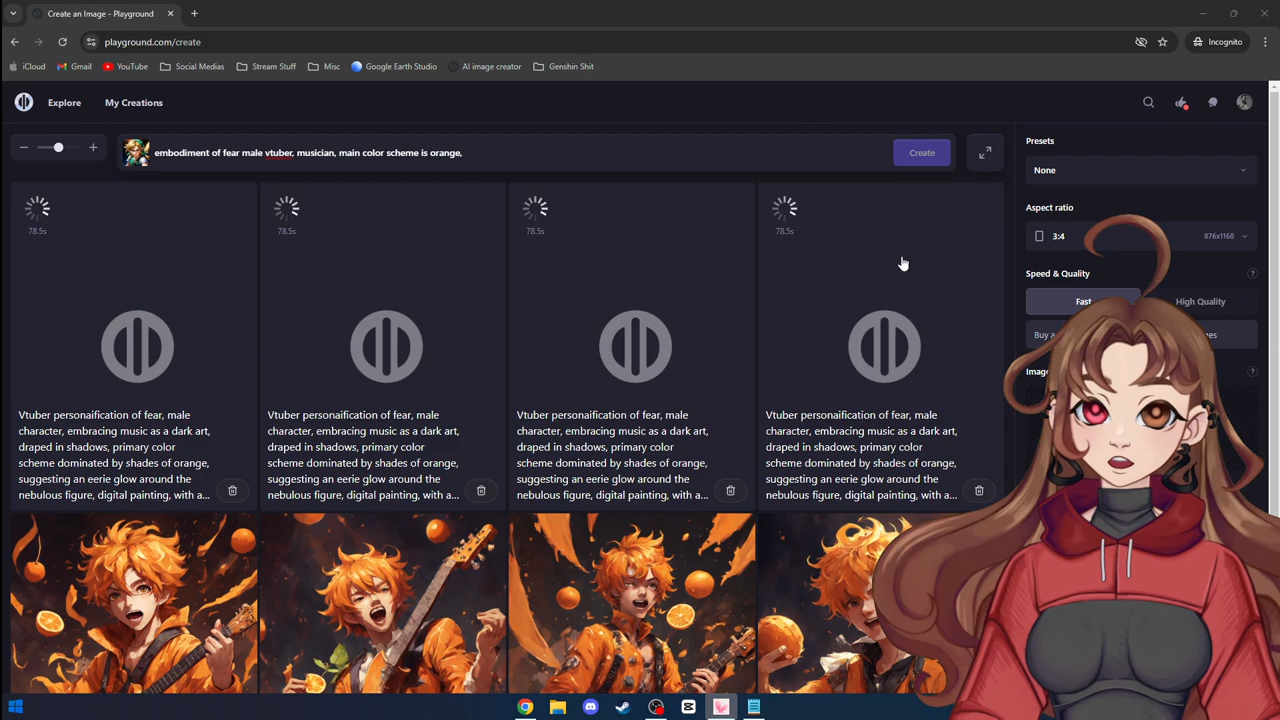 Create an Image - Playground
playground.com/create
Incognito
iCloud
Gmail
YouTube
Social Medias
Stream Stuff
Misc
Google Earth Studio
AI image creator
Genshin Shit
Explore
My Creations
embodiment of fear male vtuber, musician, main color scheme is orange,
Create
Presets
None
Aspect ratio
3:4
876x1168
Speed & Quality
Fast
High Quality
Buy a
78.5s
78.5s
78.5s
78.5s
Vtuber personaification of fear, male
character, embracing music as a dark art,
draped in shadows, primary color
scheme dominated by shades of orange,
suggesting an eerie glow around the
nebulous figure, digital painting, with a...
Vtuber personaification of fear, male
character, embracing music as a dark art,
draped in shadows, primary color
scheme dominated by shades of orange,
suggesting an eerie glow around the
nebulous figure, digital painting, with a...
Vtuber personaification of fear, male
character, embracing music as a dark art,
draped in shadows, primary color
scheme dominated by shades of orange,
suggesting an eerie glow around the
nebulous figure, digital painting, with a...
Vtuber personaification of fear, male
character, embracing music as a dark art,
draped in shadows, primary color
scheme dominated by shades of orange,
suggesting an eerie glow around the
nebulous figure, digital painting, with a...